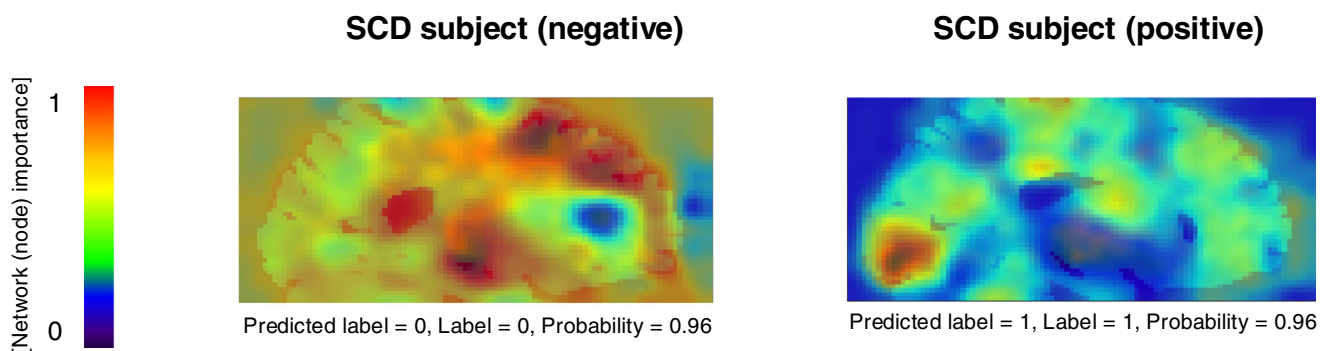 SCD subject (negative)
SCD subject (positive)
[Network (node) importance]
1
0
Predicted label = 0, Label = 0, Probability = 0.96
Predicted label = 1, Label = 1, Probability = 0.96